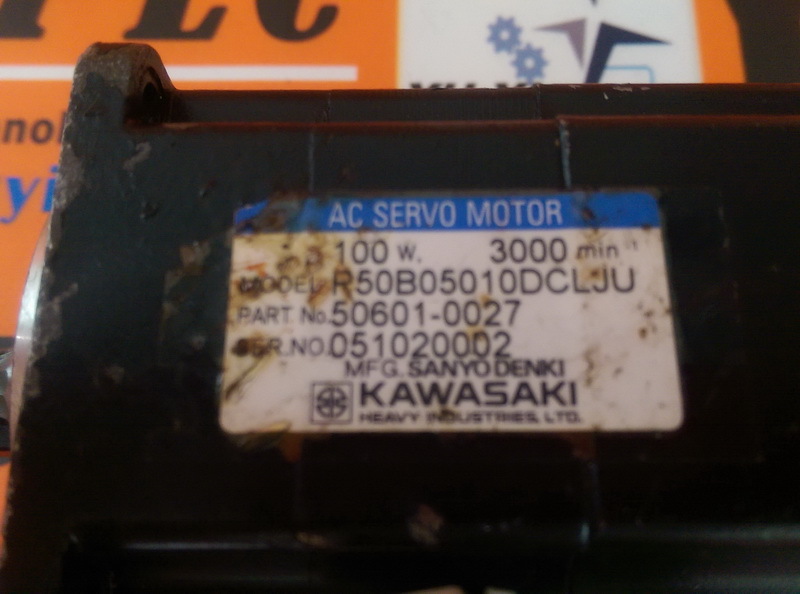 AC SERVO MOTOR
100 W. 3000 min⁻¹
MODEL R50B05010DCLJU
PART No. 50601-0027
SER.NO. 051020002
MFG. SANYO DENKI
KAWASAKI
HEAVY INDUSTRIES, LTD.